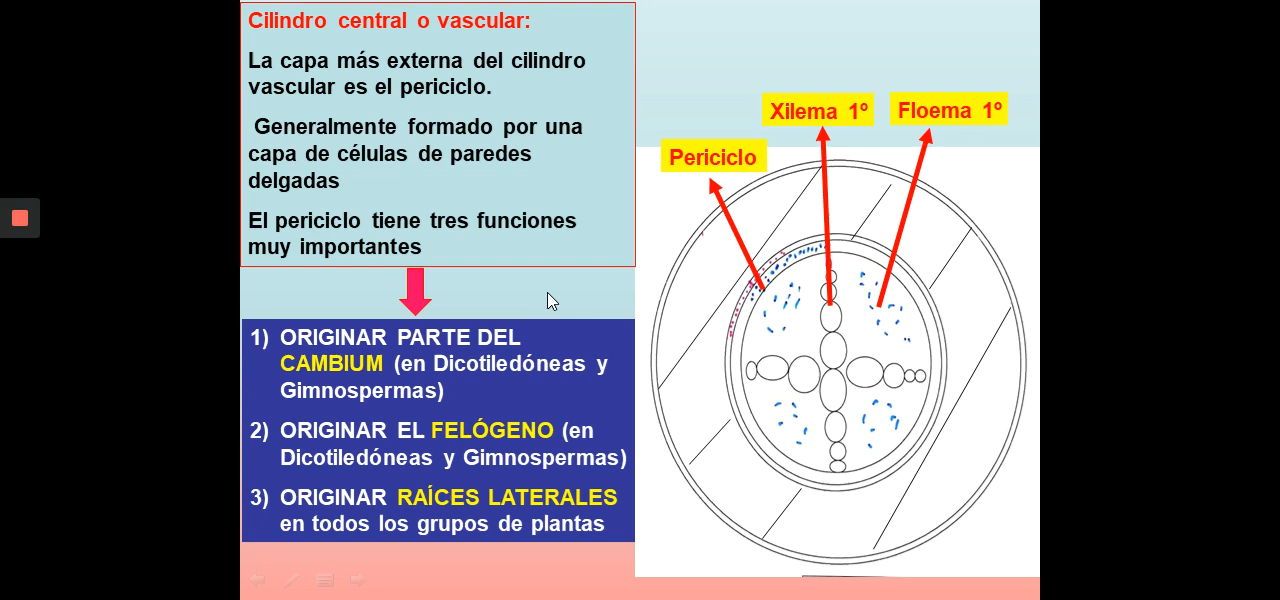 Cilindro central o vascular:
La capa más externa del cilindro
vascular es el periciclo.
Generalmente formado por una
capa de células de paredes
delgadas
El periciclo tiene tres funciones
muy importantes
1) ORIGINAR PARTE DEL
CAMBIUM (en Dicotiledóneas y
Gimnospermas)
2) ORIGINAR EL FELÓGENO (en
Dicotiledóneas y Gimnospermas)
3) ORIGINAR RAÍCES LATERALES
en todos los grupos de plantas
Xilema 1º
Floema 1º
Periciclo